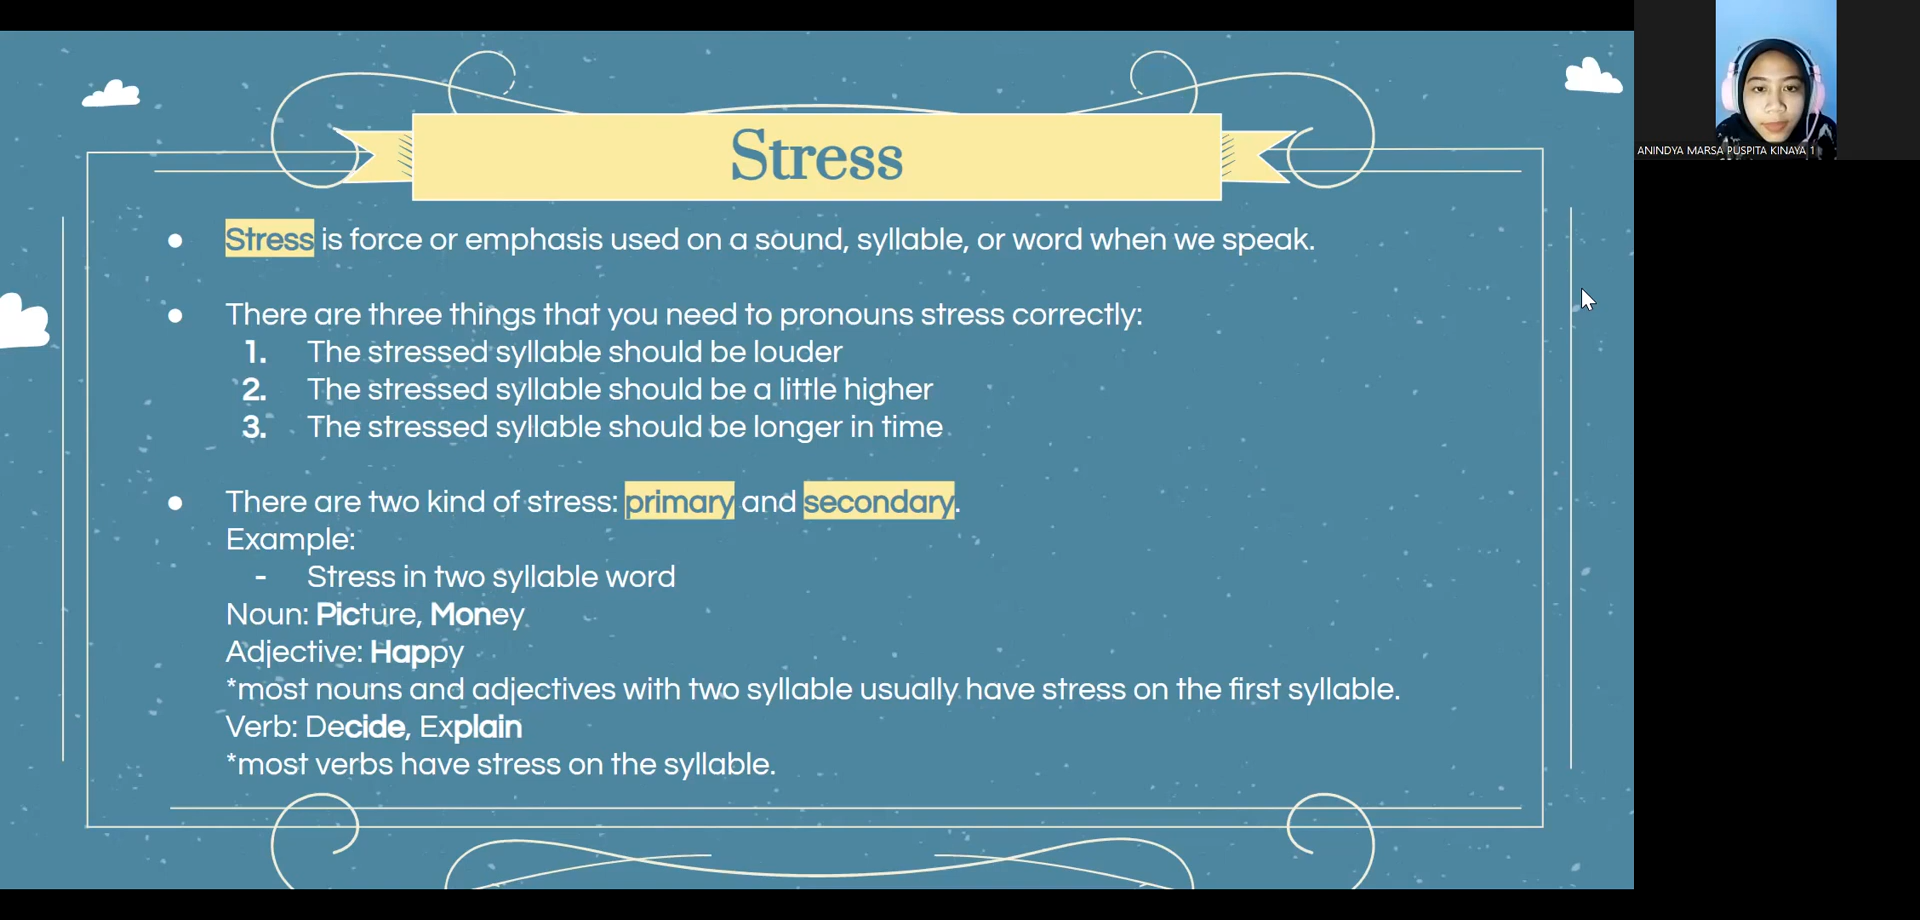 Stress
● Stress is force or emphasis used on a sound, syllable, or word when we speak.
● There are three things that you need to pronouns stress correctly:
1. The stressed syllable should be louder
2. The stressed syllable should be a little higher
3. The stressed syllable should be longer in time
● There are two kind of stress: primary and secondary.
Example:
- Stress in two syllable word
Noun: Picture, Money
Adjective: Happy
*most nouns and adjectives with two syllable usually have stress on the first syllable.
Verb: Decide, Explain
*most verbs have stress on the syllable.
ANINDYA MARSA PUSPITA KINAYA 1